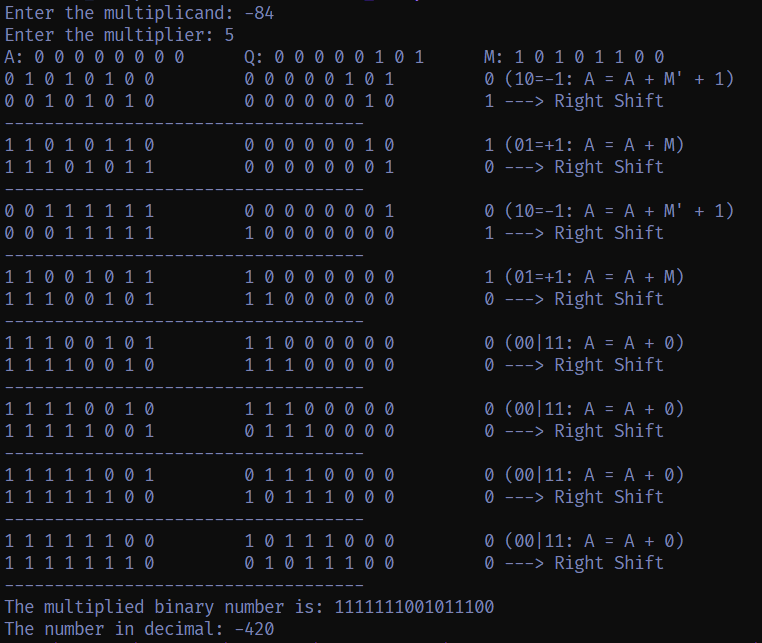 Enter the multiplicand: -84
Enter the multiplier: 5
A: 0 0 0 0 0 0 0 0      Q: 0 0 0 0 0 1 0 1      M: 1 0 1 0 1 1 0 0
0 1 0 1 0 1 0 0         0 0 0 0 0 1 0 1         0 (10=-1: A = A + M' + 1)
0 0 1 0 1 0 1 0         0 0 0 0 0 0 1 0         1 ---> Right Shift
------------------------------------
1 1 0 1 0 1 1 0         0 0 0 0 0 0 1 0         1 (01=+1: A = A + M)
1 1 1 0 1 0 1 1         0 0 0 0 0 0 0 1         0 ---> Right Shift
------------------------------------
0 0 1 1 1 1 1 1         0 0 0 0 0 0 0 1         0 (10=-1: A = A + M' + 1)
0 0 0 1 1 1 1 1         1 0 0 0 0 0 0 0         1 ---> Right Shift
------------------------------------
1 1 0 0 1 0 1 1         1 0 0 0 0 0 0 0         1 (01=+1: A = A + M)
1 1 1 0 0 1 0 1         1 1 0 0 0 0 0 0         0 ---> Right Shift
------------------------------------
1 1 1 0 0 1 0 1         1 1 0 0 0 0 0 0         0 (00|11: A = A + 0)
1 1 1 1 0 0 1 0         1 1 1 0 0 0 0 0         0 ---> Right Shift
------------------------------------
1 1 1 1 0 0 1 0         1 1 1 0 0 0 0 0         0 (00|11: A = A + 0)
1 1 1 1 1 0 0 1         0 1 1 1 0 0 0 0         0 ---> Right Shift
------------------------------------
1 1 1 1 1 0 0 1         0 1 1 1 0 0 0 0         0 (00|11: A = A + 0)
1 1 1 1 1 1 0 0         1 0 1 1 1 0 0 0         0 ---> Right Shift
------------------------------------
1 1 1 1 1 1 0 0         1 0 1 1 1 0 0 0         0 (00|11: A = A + 0)
1 1 1 1 1 1 1 0         0 1 0 1 1 1 0 0         0 ---> Right Shift
------------------------------------
The multiplied binary number is: 1111111001011100
The number in decimal: -420